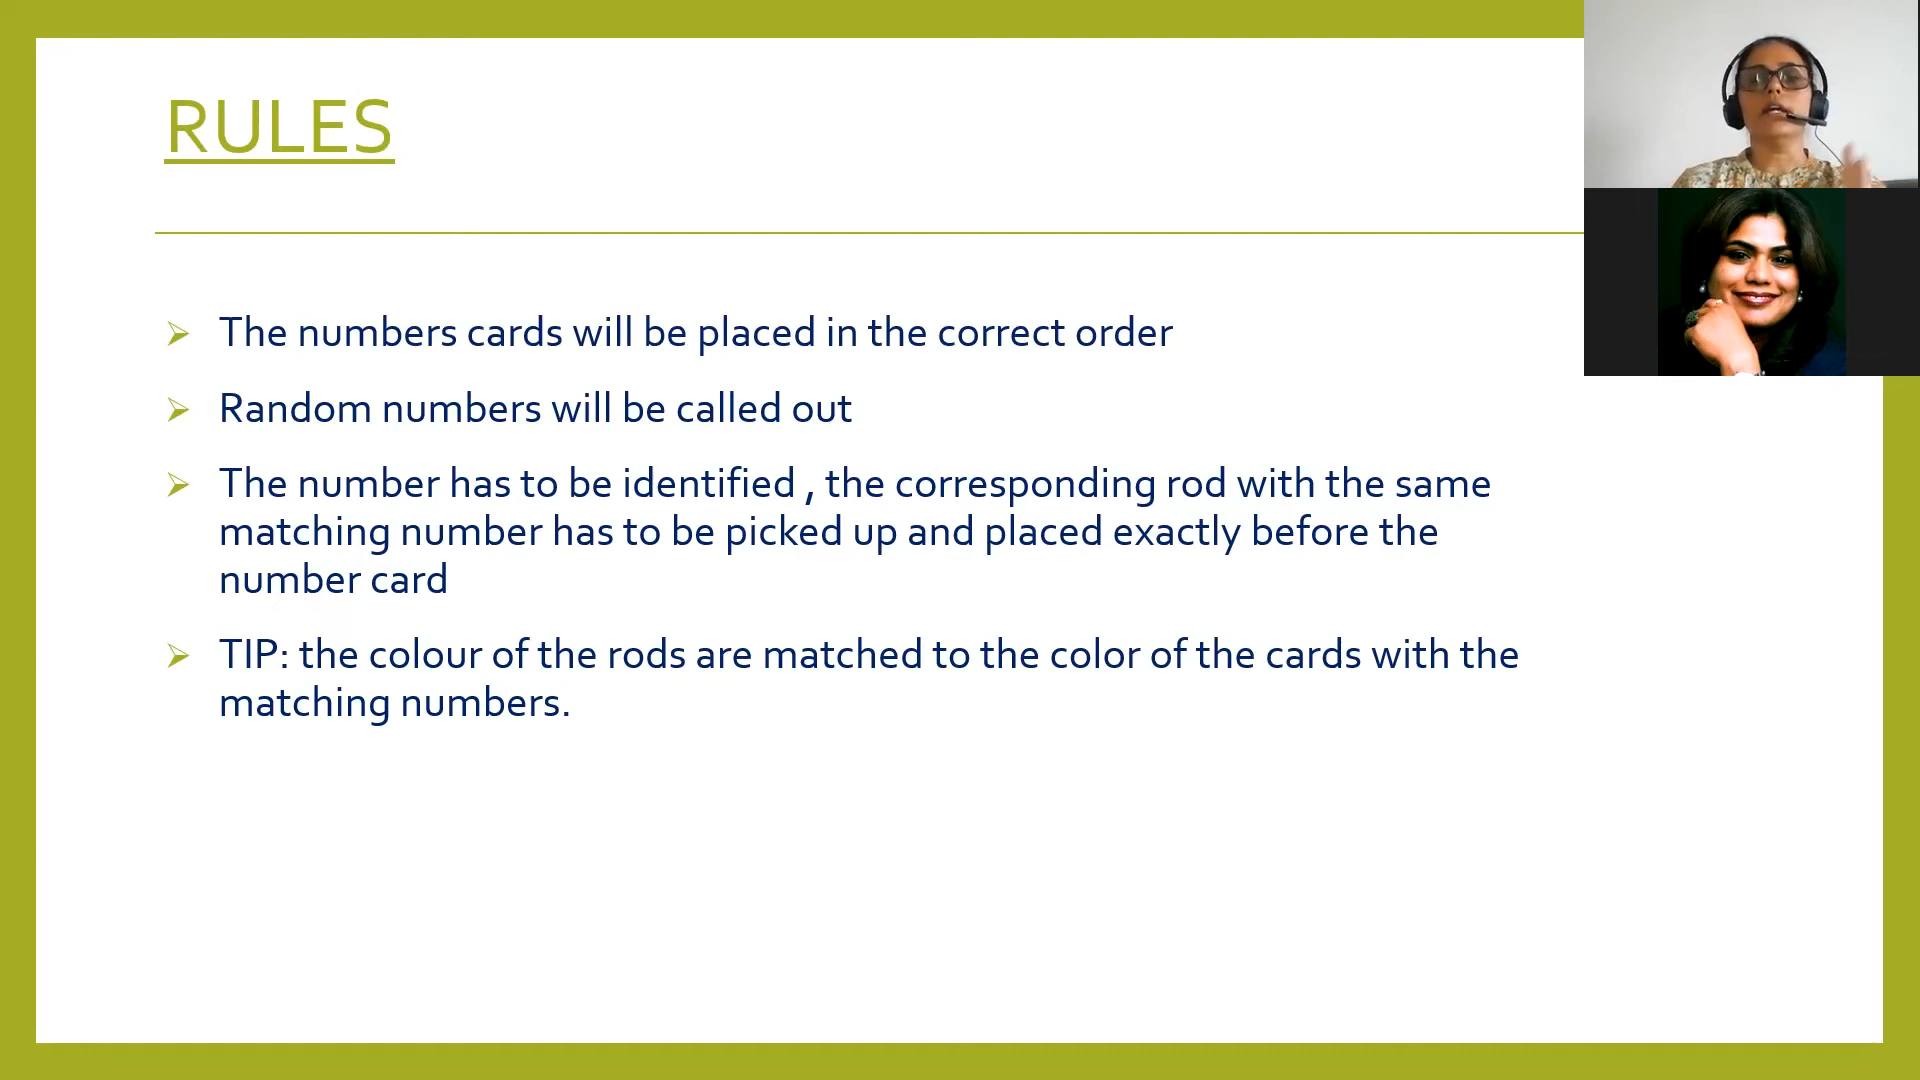 RULES
The numbers cards will be placed in the correct order
Random numbers will be called out
The number has to be identified , the corresponding rod with the same
matching number has to be picked up and placed exactly before the
number card
TIP: the colour of the rods are matched to the color of the cards with the
matching numbers.